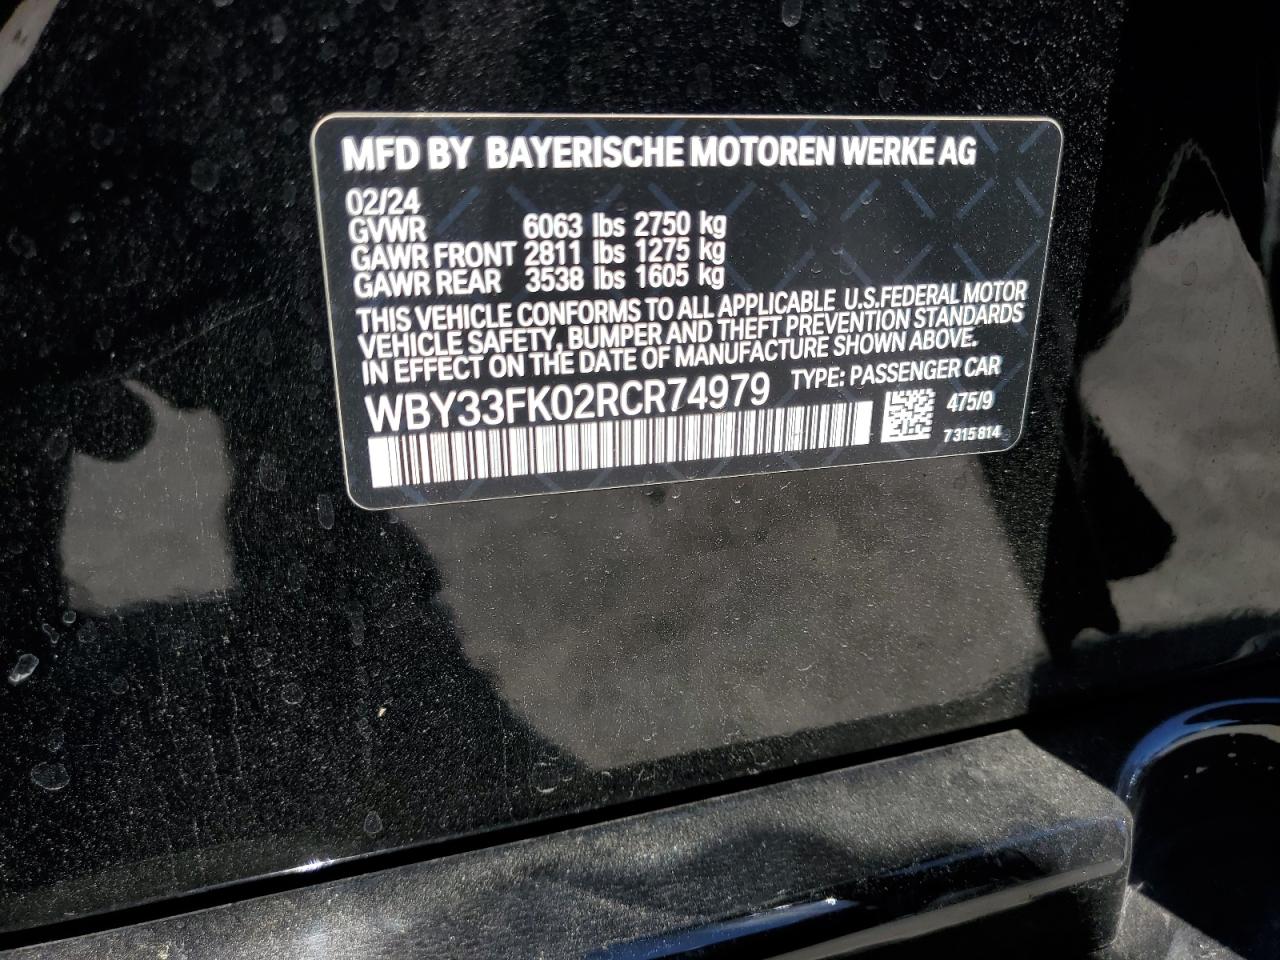 MFD BY BAYERISCHE MOTOREN WERKE AG
02/24
GVWR 6063 lbs 2750 kg
GAWR FRONT 2811 lbs 1275 kg
GAWR REAR 3538 lbs 1605 kg
THIS VEHICLE CONFORMS TO ALL APPLICABLE U.S.FEDERAL MOTOR
VEHICLE SAFETY, BUMPER AND THEFT PREVENTION STANDARDS
IN EFFECT ON THE DATE OF MANUFACTURE SHOWN ABOVE.
WBY33FK02RCR74979 TYPE: PASSENGER CAR
475/9
7315814